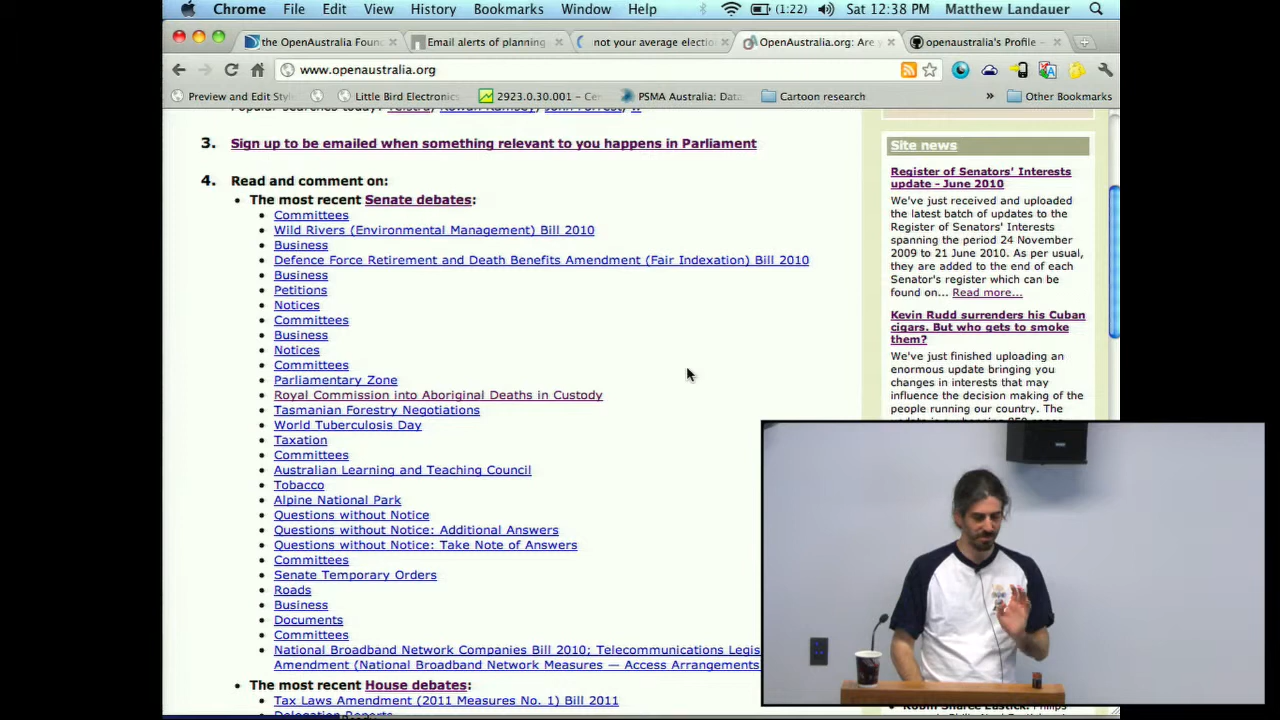 Chrome File Edit View History Bookmarks Window Help (1:22) Sat 12:38 PM Matthew Landauer
the OpenAustralia Foun Email alerts of planning not your average electio OpenAustralia.org: Are y openaustralia's Profile –
www.openaustralia.org
Preview and Edit Styl Little Bird Electronics 2923.0.30.001 - Cen PSMA Australia: Data Cartoon research » Other Bookmarks
3. Sign up to be emailed when something relevant to you happens in Parliament
4. Read and comment on:
The most recent Senate debates:
Committees
Wild Rivers (Environmental Management) Bill 2010
Business
Defence Force Retirement and Death Benefits Amendment (Fair Indexation) Bill 2010
Business
Petitions
Notices
Committees
Business
Notices
Committees
Parliamentary Zone
Royal Commission into Aboriginal Deaths in Custody
Tasmanian Forestry Negotiations
World Tuberculosis Day
Taxation
Committees
Australian Learning and Teaching Council
Tobacco
Alpine National Park
Questions without Notice
Questions without Notice: Additional Answers
Questions without Notice: Take Note of Answers
Committees
Senate Temporary Orders
Roads
Business
Documents
Committees
National Broadband Network Companies Bill 2010; Telecommunications Legis
Amendment (National Broadband Network Measures — Access Arrangements
The most recent House debates:
Tax Laws Amendment (2011 Measures No. 1) Bill 2011
Site news
Register of Senators' Interests
update - June 2010
We've just received and uploaded
the latest batch of updates to the
Register of Senators' Interests
spanning the period 24 November
2009 to 21 June 2010. As per usual,
they are added to the end of each
Senator's register which can be
found on... Read more...
Kevin Rudd surrenders his Cuban
cigars. But who gets to smoke
them?
We've just finished uploading an
enormous update bringing you
changes in interests that may
influence the decision making of the
people running our country. The